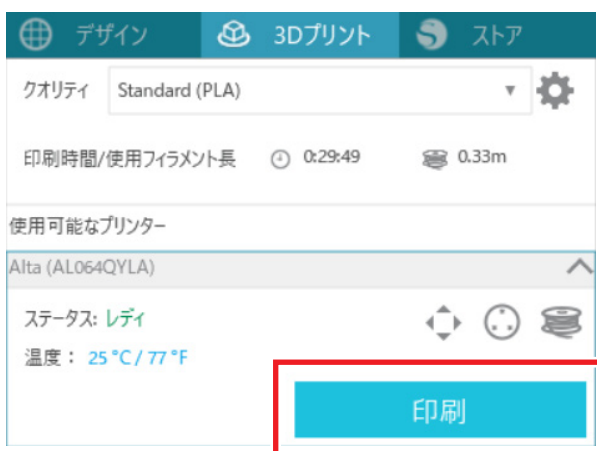 デザイン 3Dプリント ストア
クオリティ Standard (PLA)
印刷時間/使用フィラメント長 0:29:49 0.33m
使用可能なプリンター
Alta (AL064QYLA)
ステータス: レディ
温度： 25 °C / 77 °F
印刷